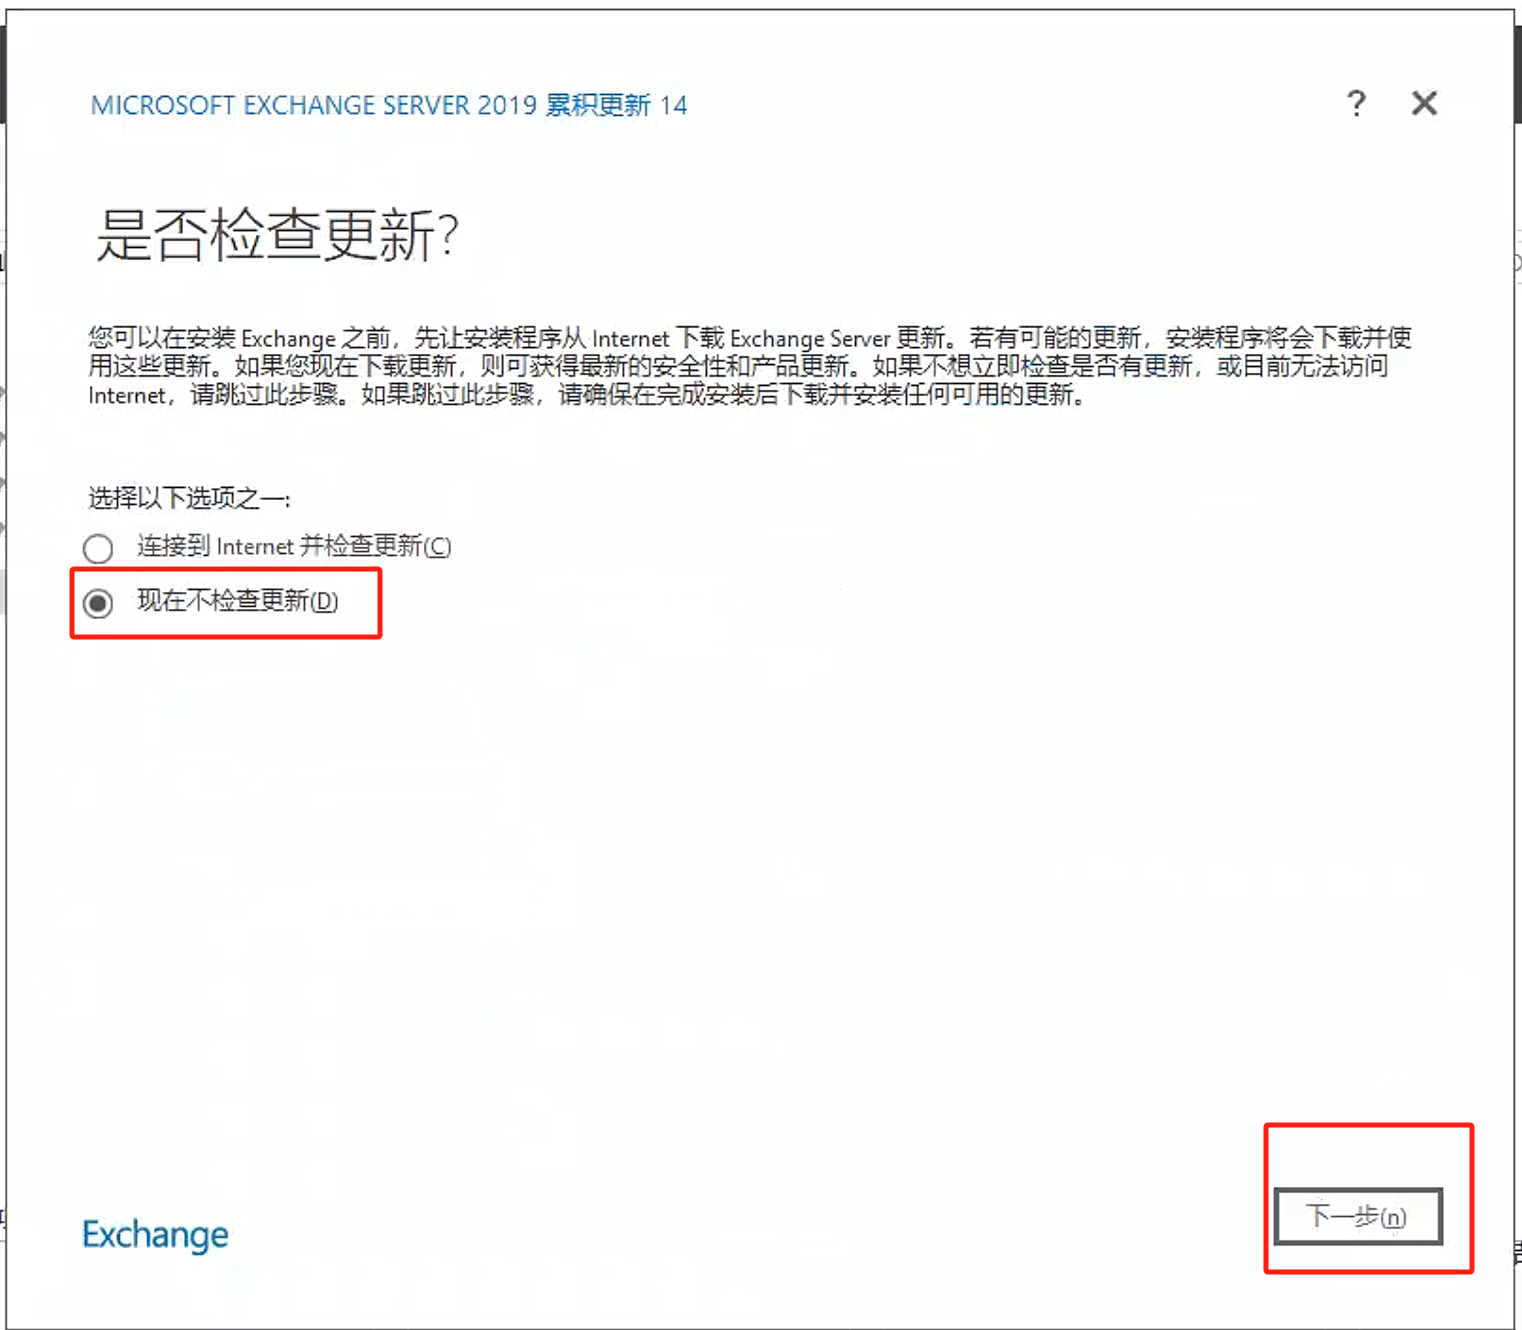 MICROSOFT EXCHANGE SERVER 2019 累积更新 14
?
是否检查更新?
您可以在安装 Exchange 之前，先让安装程序从 Internet 下载 Exchange Server 更新。若有可能的更新，安装程序将会下载并使
用这些更新。如果您现在下载更新，则可获得最新的安全性和产品更新。如果不想立即检查是否有更新，或目前无法访问
Internet，请跳过此步骤。如果跳过此步骤，请确保在完成安装后下载并安装任何可用的更新。
选择以下选项之一:
连接到 Internet 并检查更新(C)
现在不检查更新(D)
下一步(n)
Exchange